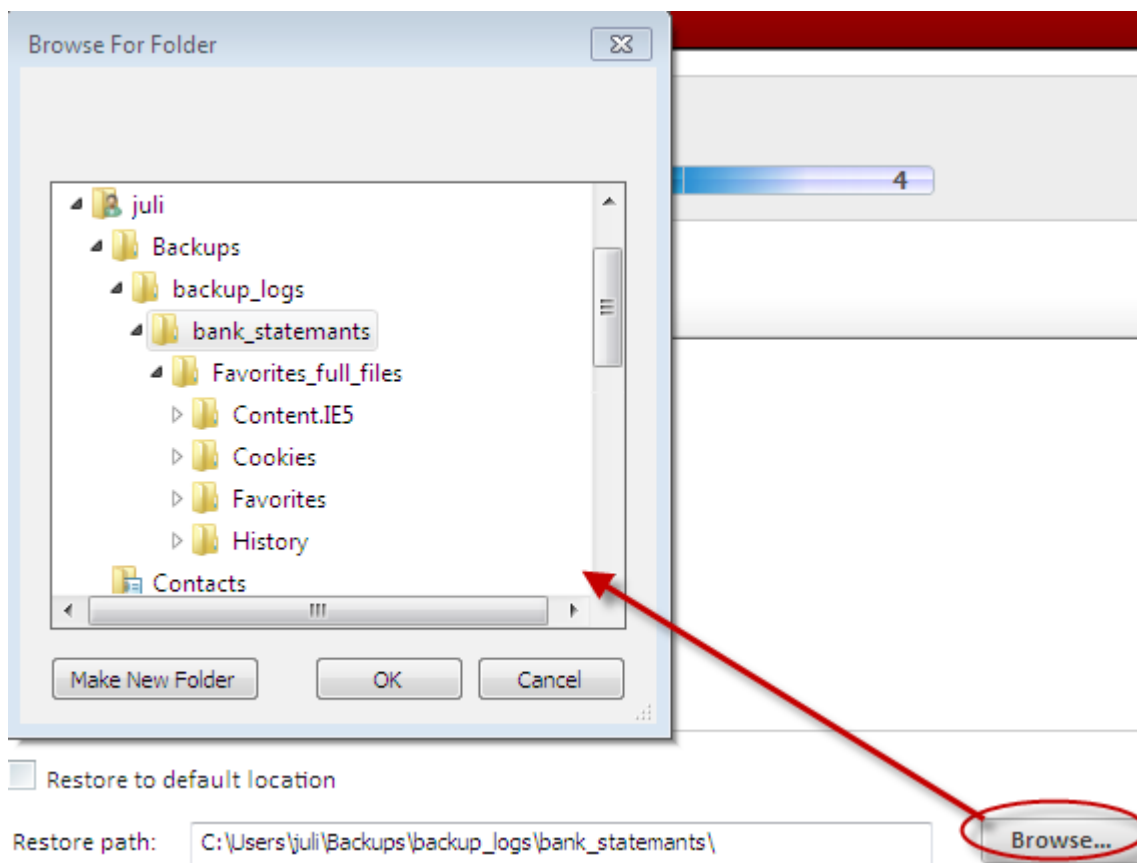 Browse For Folder
4
juli
Backups
backup_logs
bank_statemants
Favorites_full_files
Content.IE5
Cookies
Favorites
History
Contacts
Make New Folder OK Cancel
Restore to default location
Restore path: C:\Users\juli\Backups\backup_logs\bank_statemants\ Browse...